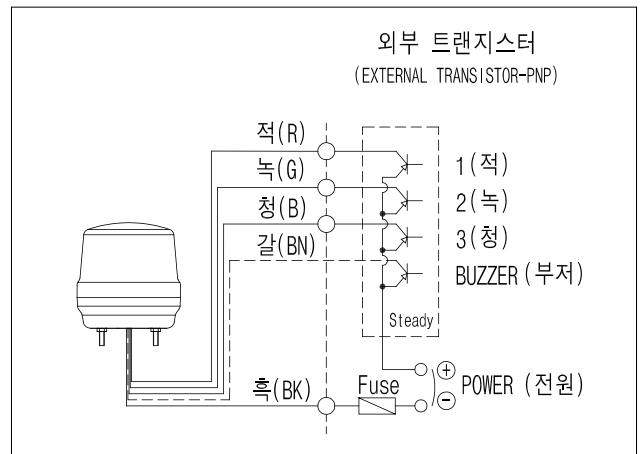 외부 트랜지스터
(EXTERNAL TRANSISTOR-PNP)
적(R)
녹(G)
청(B)
갈(BN)
1(적)
2(녹)
3(청)
BUZZER (부저)
Steady
흑(BK)
Fuse
+
-
POWER (전원)